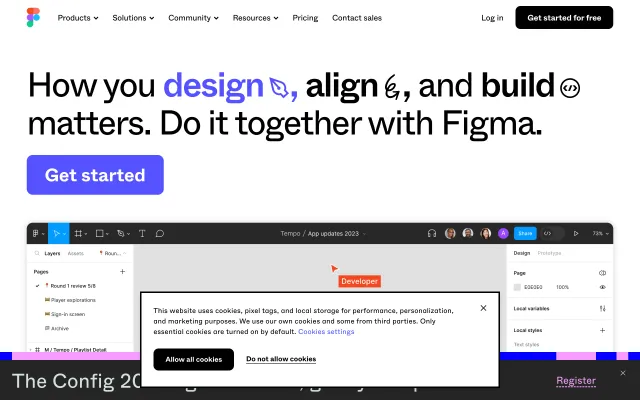 Products Solutions Community Resources Pricing Contact sales Log in Get started for free
How you design, align, and build
matters. Do it together with Figma.
Get started
Tempo / App updates 2023
A Share 73%
Layers Assets Roun...
Design Prototype
Pages
Page
Round 1 review 5/8
E0E0E0 100%
Player explorations
Sign-in screen
Archive
M / Tempo / Playlist Detail
Local variables
Local styles
Text styles
Developer
This website uses cookies, pixel tags, and local storage for performance, personalization,
and marketing purposes. We use our own cookies and some from third parties. Only
essential cookies are turned on by default. Cookies settings
Allow all cookies Do not allow cookies
The Config 20
Register